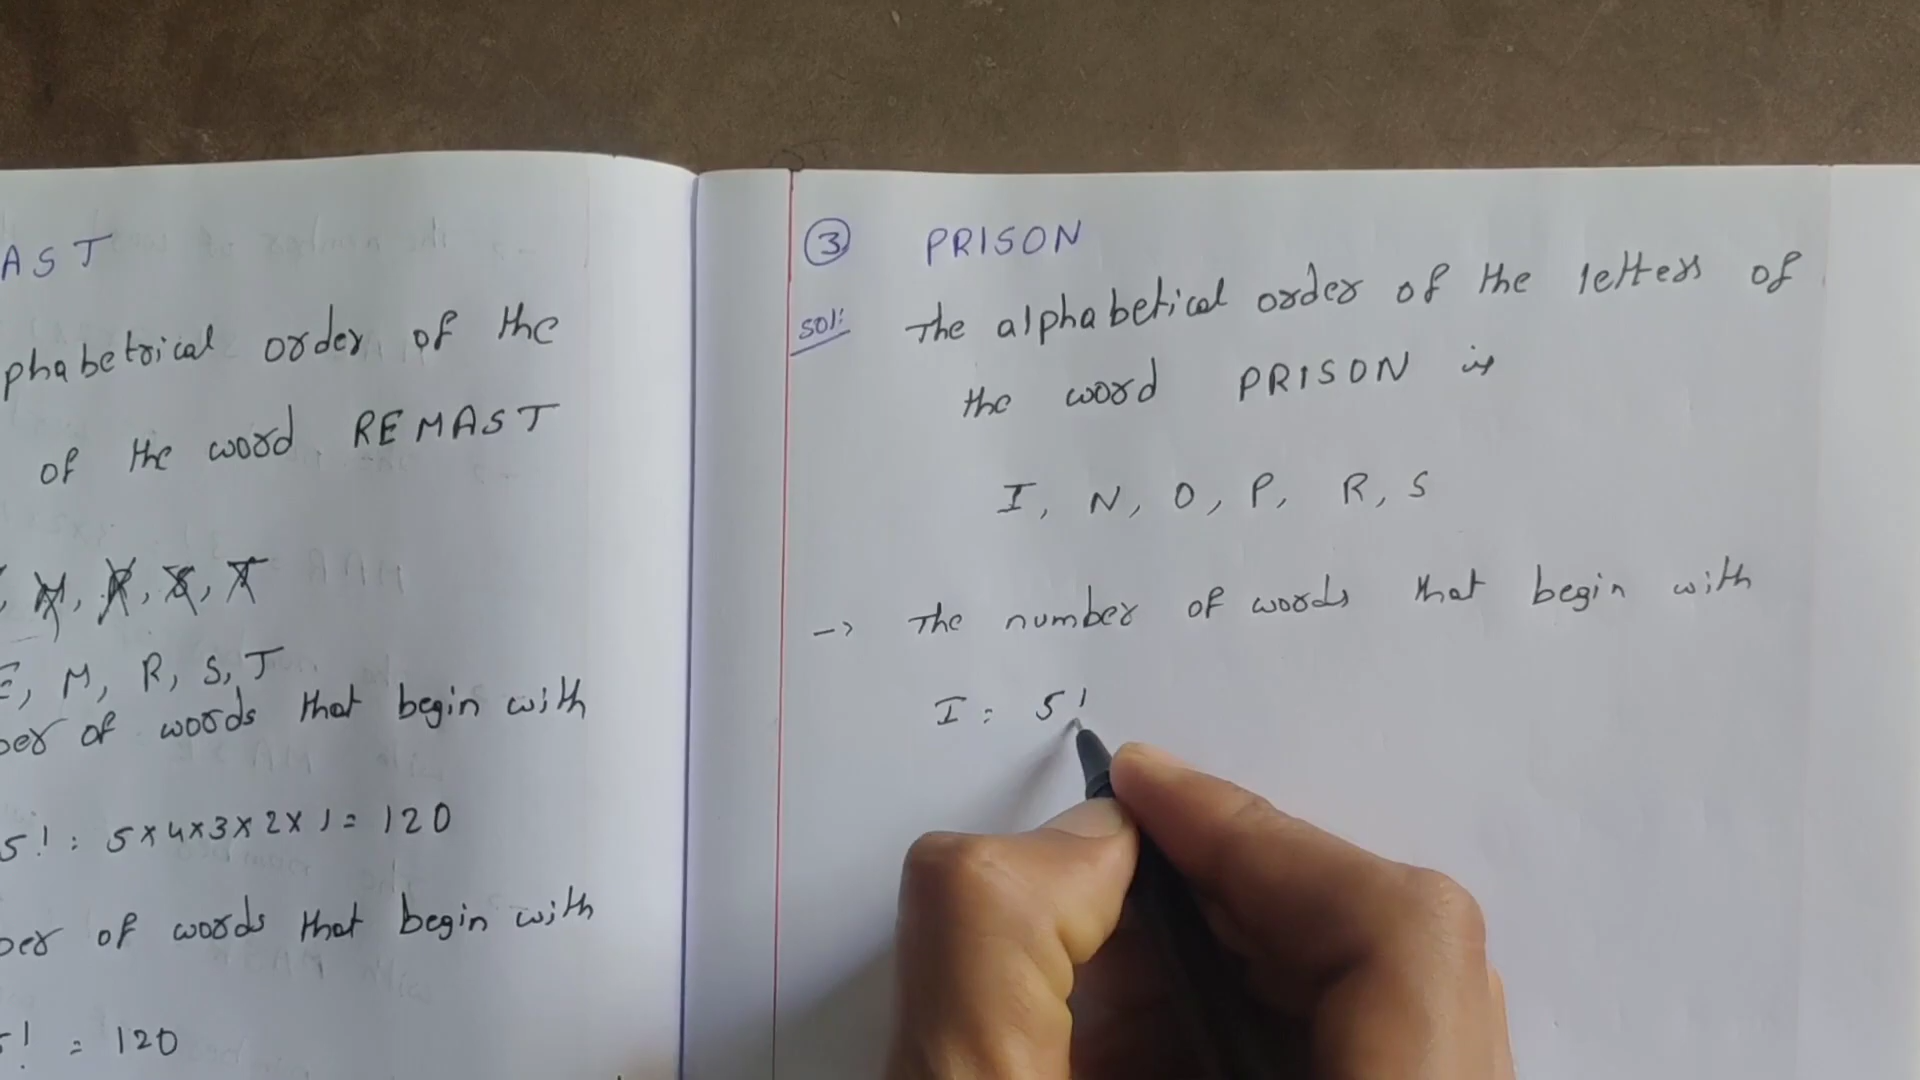 AST
phabetrical order of the
of the word REMAST
M, R, S, T
E, M, R, S, T
ber of words that begin with
5! = 5×4×3×2×1 = 120
ber of words that begin with
5! = 120
3 PRISON
Sol: The alphabetical order of the letters of
the word PRISON is
I, N, O, P, R, S
-> The number of words that begin with
I = 5!